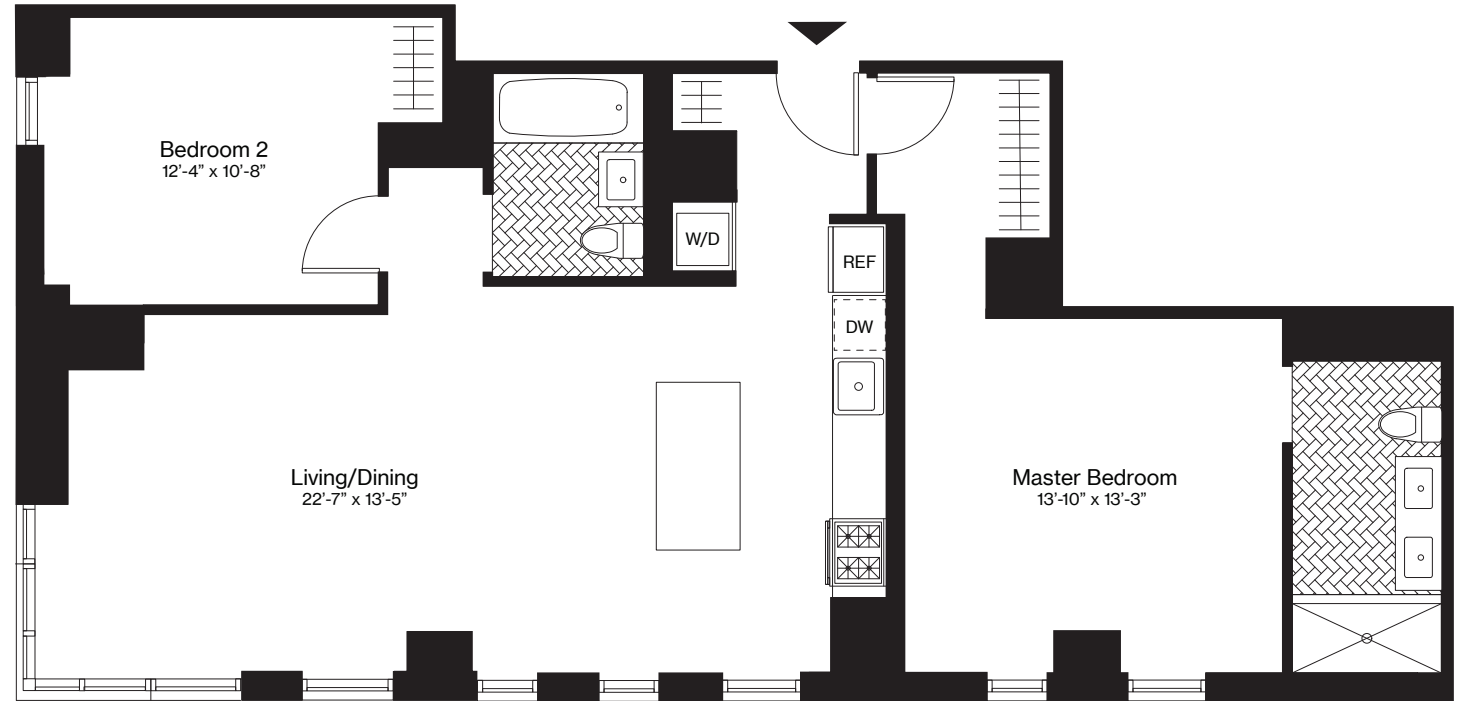 Bedroom 2
12’-4” x 10’-8”
W/D
REF
DW
Living/Dining
22’-7” x 13’-5”
Master Bedroom
13’-10” x 13’-3”